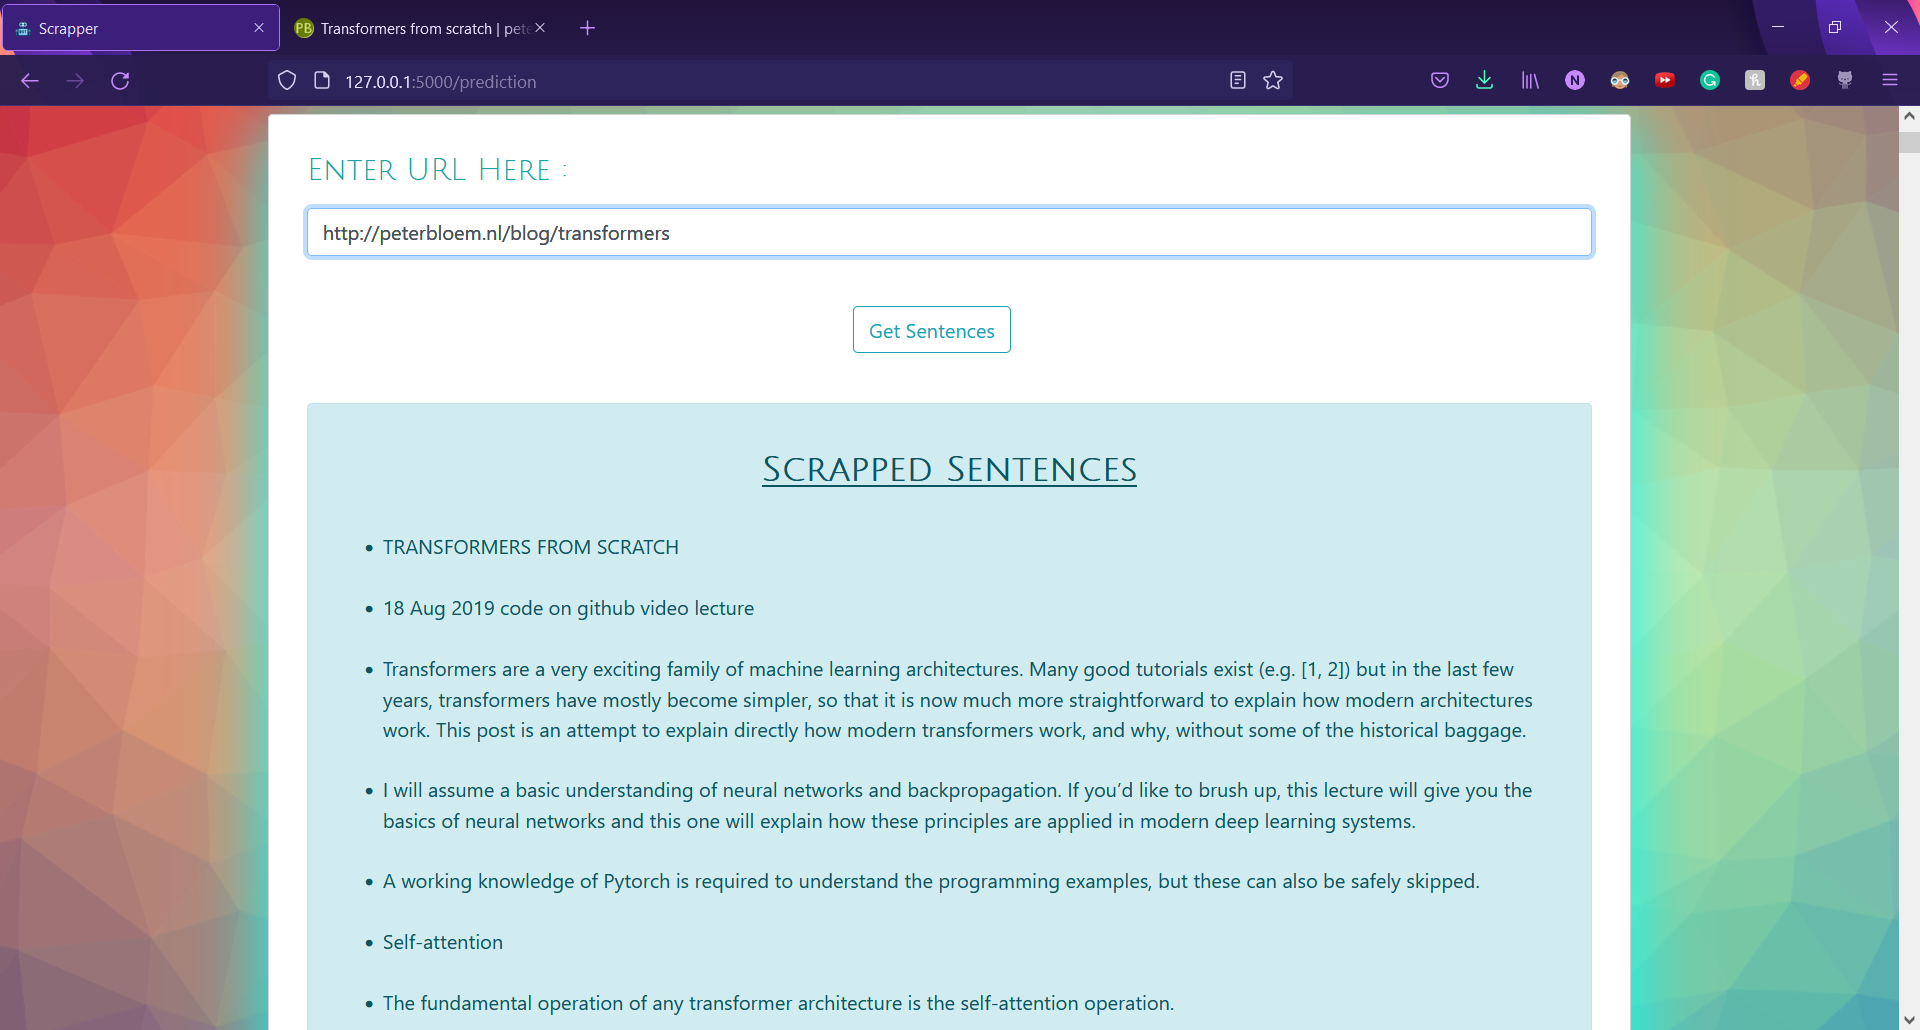 Scrapper
PB Transformers from scratch | pete
127.0.0.1:5000/prediction
N
G
h
ENTER URL HERE :
http://peterbloem.nl/blog/transformers
Get Sentences
SCRAPPED SENTENCES
• TRANSFORMERS FROM SCRATCH
• 18 Aug 2019 code on github video lecture
• Transformers are a very exciting family of machine learning architectures. Many good tutorials exist (e.g. [1, 2]) but in the last few
years, transformers have mostly become simpler, so that it is now much more straightforward to explain how modern architectures
work. This post is an attempt to explain directly how modern transformers work, and why, without some of the historical baggage.
• I will assume a basic understanding of neural networks and backpropagation. If you’d like to brush up, this lecture will give you the
basics of neural networks and this one will explain how these principles are applied in modern deep learning systems.
• A working knowledge of Pytorch is required to understand the programming examples, but these can also be safely skipped.
• Self-attention
• The fundamental operation of any transformer architecture is the self-attention operation.